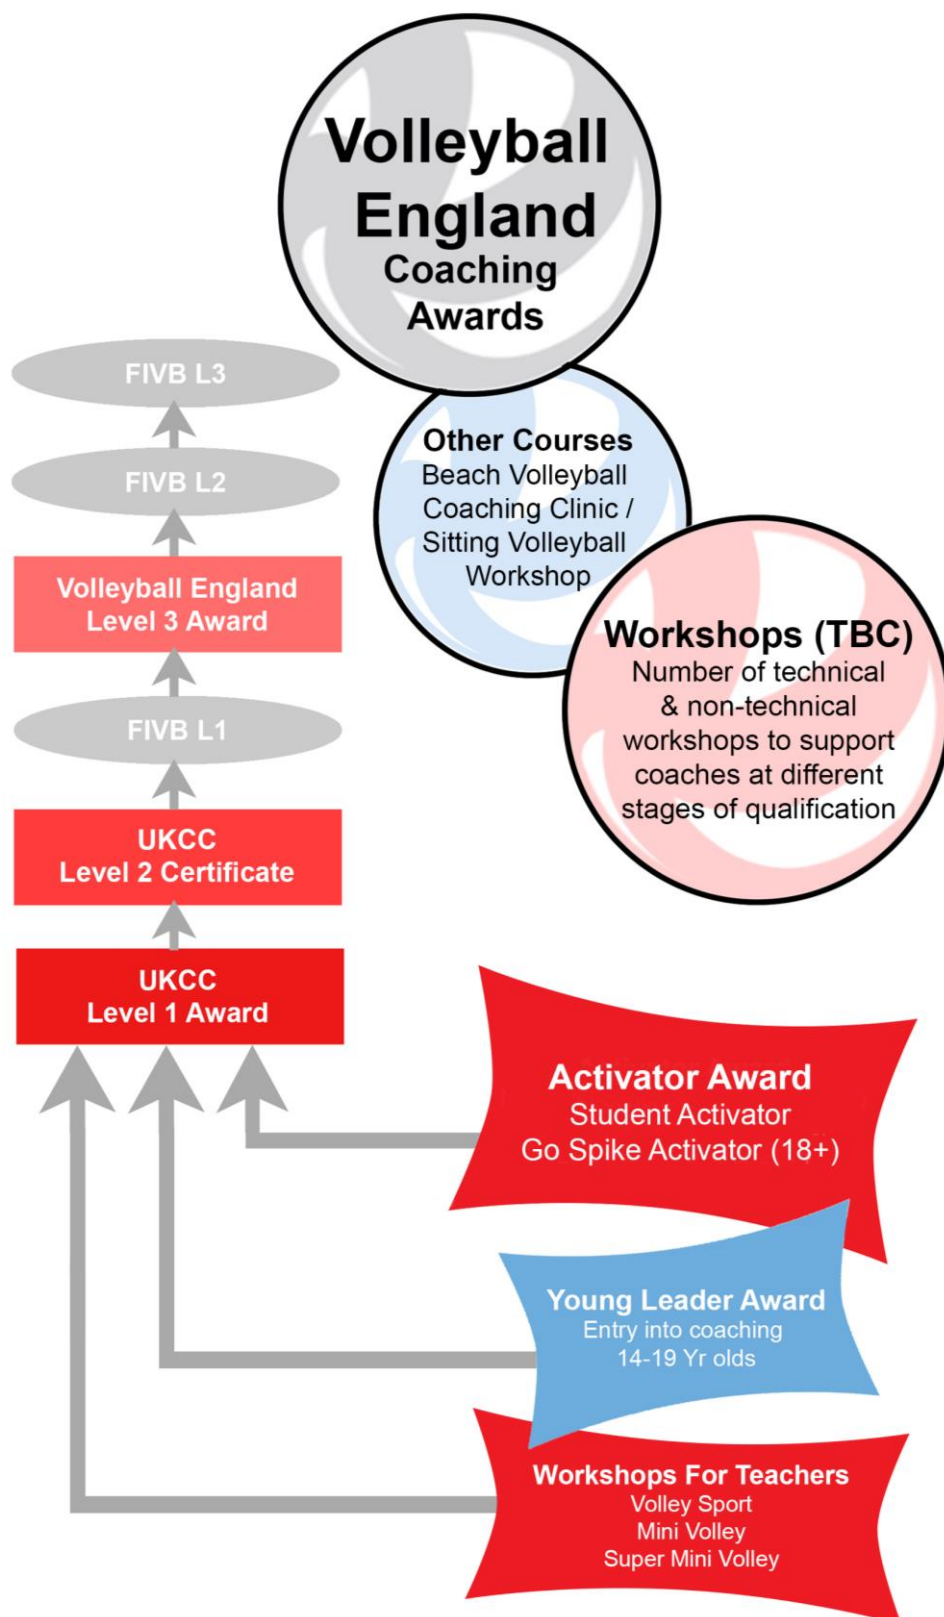 Volleyball
England
Coaching
Awards
FIVB L3
FIVB L2
Volleyball England
Level 3 Award
FIVB L1
UKCC
Level 2 Certificate
UKCC
Level 1 Award
Other Courses
Beach Volleyball
Coaching Clinic /
Sitting Volleyball
Workshop
Workshops (TBC)
Number of technical
& non-technical
workshops to support
coaches at different
stages of qualification
Activator Award
Student Activator
Go Spike Activator (18+)
Young Leader Award
Entry into coaching
14-19 Yr olds
Workshops For Teachers
Volley Sport
Mini Volley
Super Mini Volley